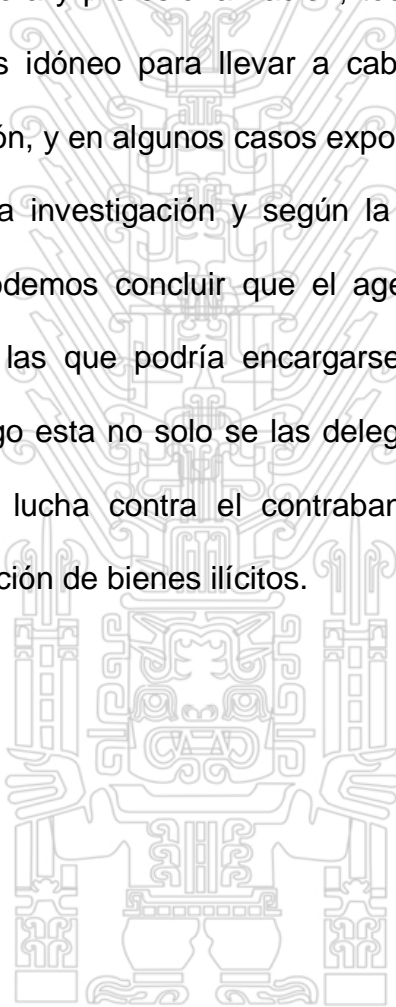 s idóneo para llevar a cab
ón, y en algunos casos expo
a investigación y según la
odemos concluir que el age
las que podría encargarse
go esta no solo se las deleg
lucha contra el contraban
ción de bienes ilícitos.